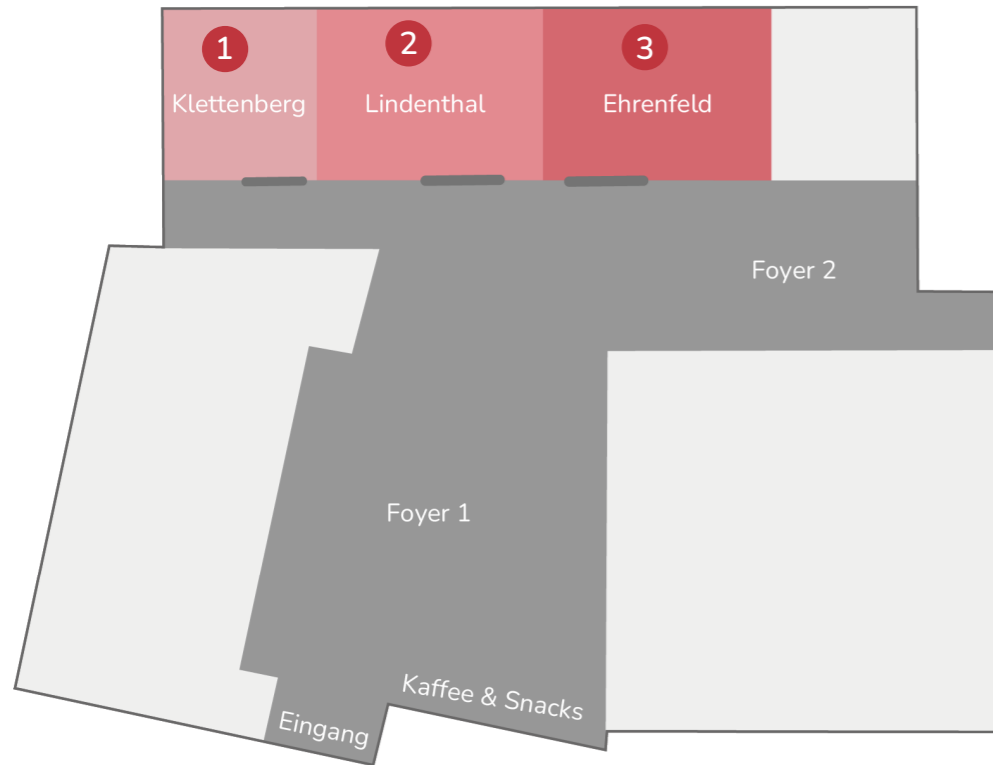 1
2
3
Klettenberg
Lindenthal
Ehrenfeld
Foyer 2
Foyer 1
Kaffee & Snacks
Eingang